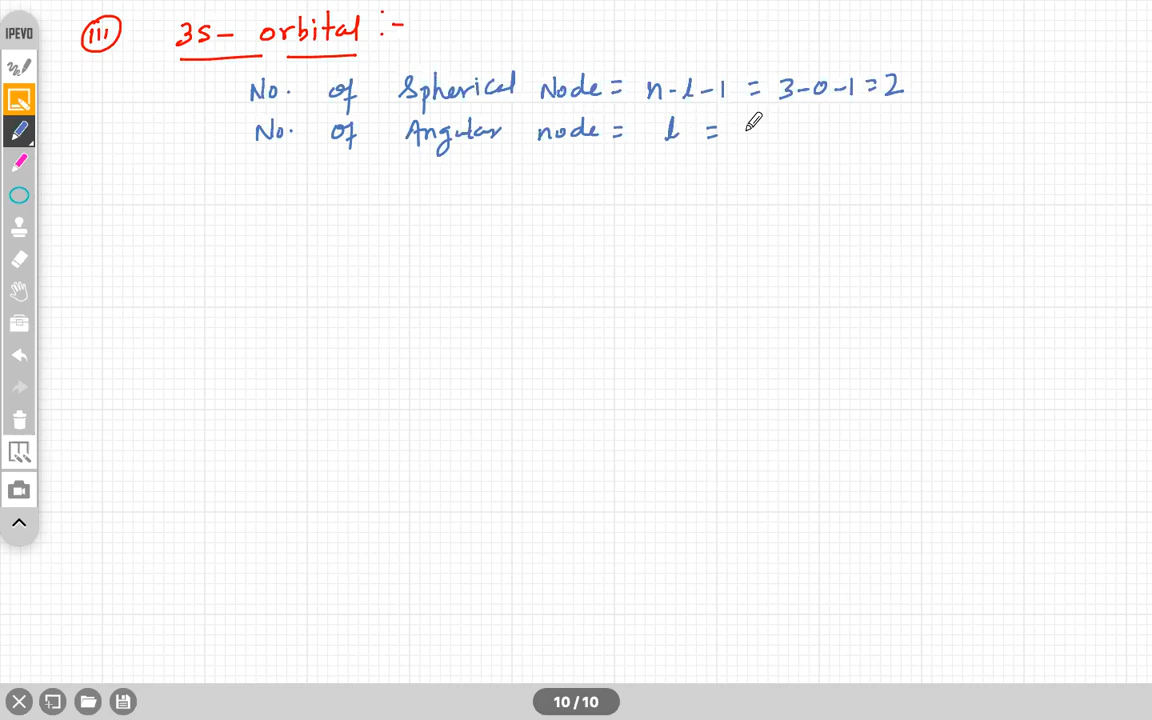 IPEVO
(III) 3s- orbital :-
No. of Spherical Node = n-l-1 = 3-0-1 = 2
No. of Angular node = l =
10 / 10